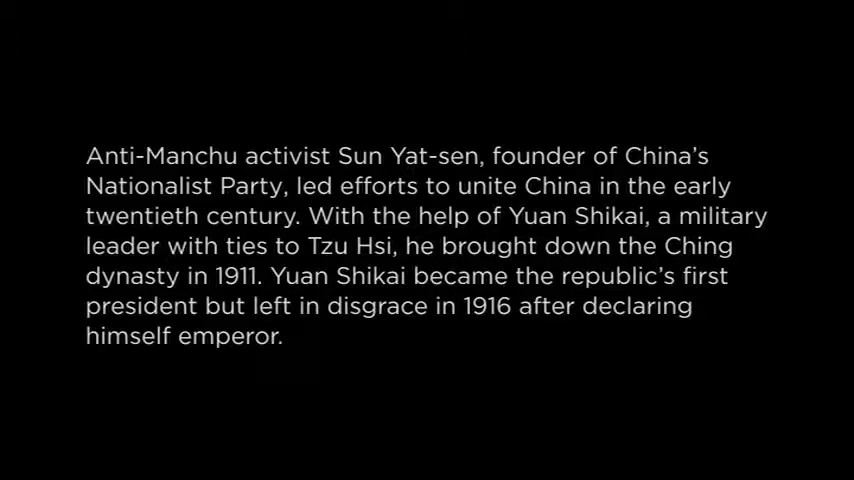 Anti-Manchu activist Sun Yat-sen, founder of China's
Nationalist Party, led efforts to unite China in the early
twentieth century. With the help of Yuan Shikai, a military
leader with ties to Tzu Hsi, he brought down the Ching
dynasty in 1911. Yuan Shikai became the republic's first
president but left in disgrace in 1916 after declaring
himself emperor.